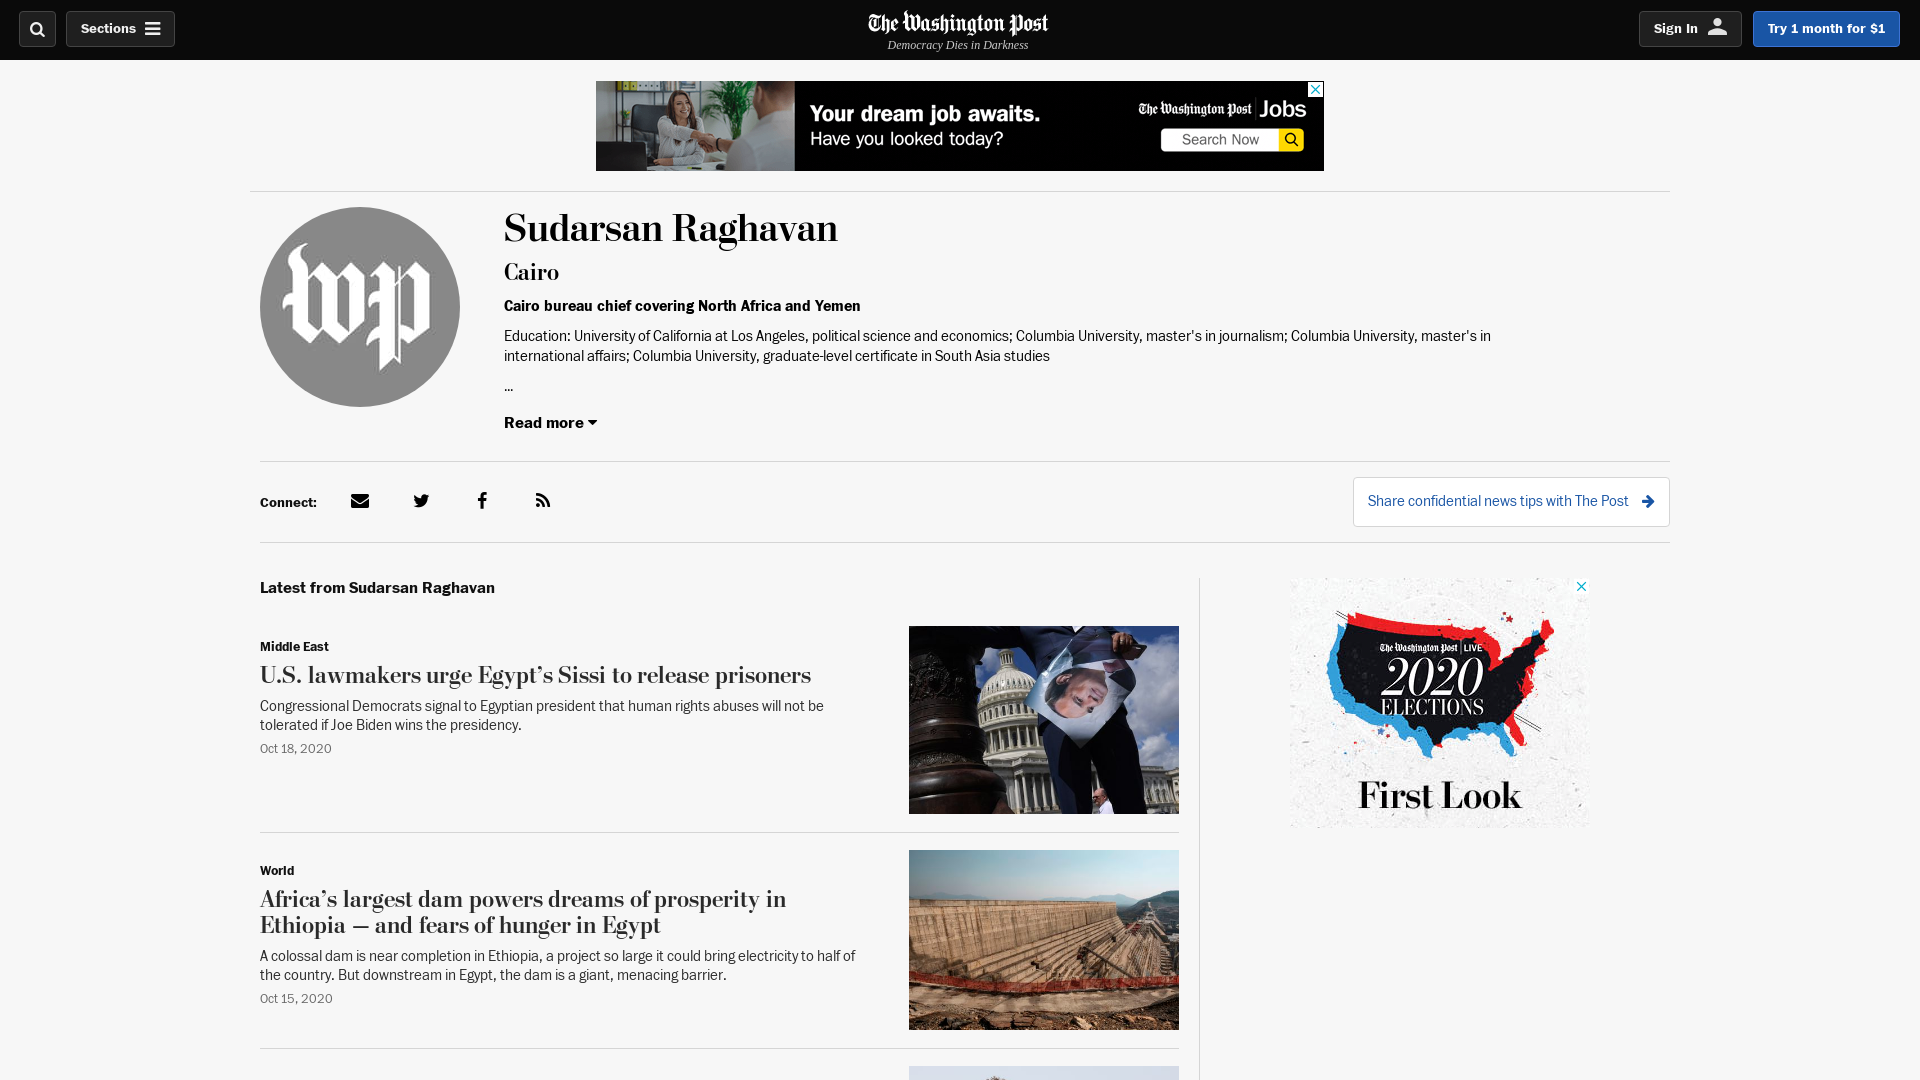 Sections
The Washington Post
Democracy Dies in Darkness
Sign In
Try 1 month for $1
Your dream job awaits.
Have you looked today?
The Washington Post Jobs
Search Now
wp
Sudarsan Raghavan
Cairo
Cairo bureau chief covering North Africa and Yemen
Education: University of California at Los Angeles, political science and economics; Columbia University, master's in journalism; Columbia University, master's in
international affairs; Columbia University, graduate-level certificate in South Asia studies
...
Read more
Connect:
Share confidential news tips with The Post
Latest from Sudarsan Raghavan
Middle East
U.S. lawmakers urge Egypt’s Sissi to release prisoners
Congressional Democrats signal to Egyptian president that human rights abuses will not be
tolerated if Joe Biden wins the presidency.
Oct 18, 2020
The Washington Post LIVE
2020
ELECTIONS
First Look
World
Africa’s largest dam powers dreams of prosperity in
Ethiopia — and fears of hunger in Egypt
A colossal dam is near completion in Ethiopia, a project so large it could bring electricity to half of
the country. But downstream in Egypt, the dam is a giant, menacing barrier.
Oct 15, 2020